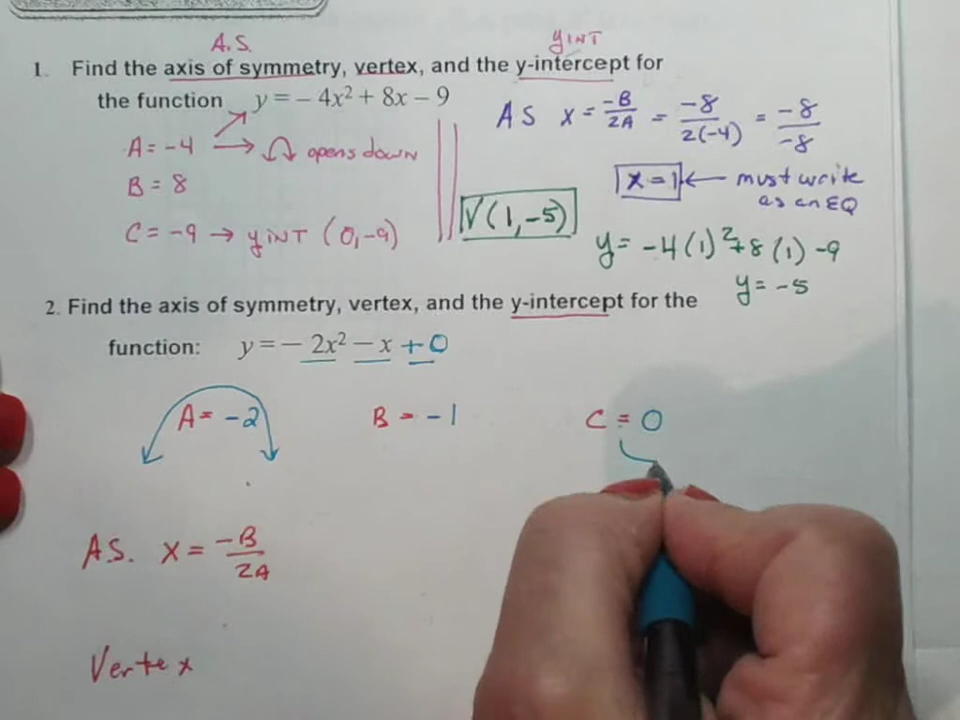 A.S. yINT
1. Find the axis of symmetry, vertex, and the y-intercept for
the function y = – 4x² + 8x – 9
AS x = -B/2A = -8/2(-4) = -8/-8
A = -4 → opens down
x = 1 ← must write
as an EQ
B = 8
V(1, -5)
C = -9 → yINT (0, -9)
y = -4(1)² + 8(1) -9
y = -5
2. Find the axis of symmetry, vertex, and the y-intercept for the
function: y = – 2x² – x + 0
A = -2 B = -1 C = 0
A.S. x = -B/2A
Vertex